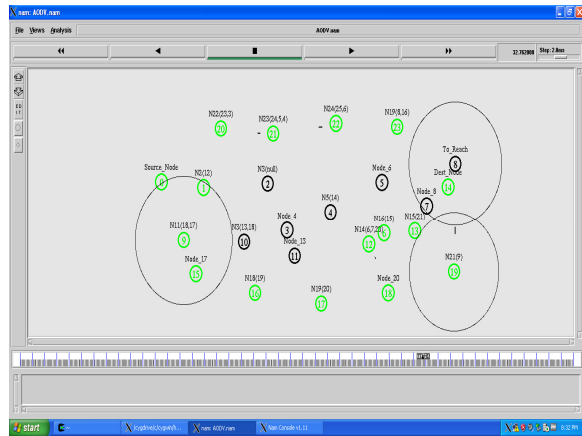 nam: AODV.nam
File Views Analysis
AODV.nam
32.762000 Step: 2.0ms
N22(23,3)
20
N23(24,5,4)
21
N24(25,6)
22
N19(8,16)
23
To_Reach
8
Source_Node
0
N2(12)
1
N3(null)
2
Node_6
5
Dest_Node
14
Node_8
7
N5(14)
4
Node_4
3
N11(18,17)
9
N3(13,18)
10
Node_13
11
N16(15)
6
N15(21)
13
N14(6,7,20)
12
Node_17
15
N21(9)
19
N18(19)
16
N19(20)
17
Node_20
18
start
/cygdrive/c/cygwin/h...
nam: AODV.nam
Nam Console v1.11
8:32 PM